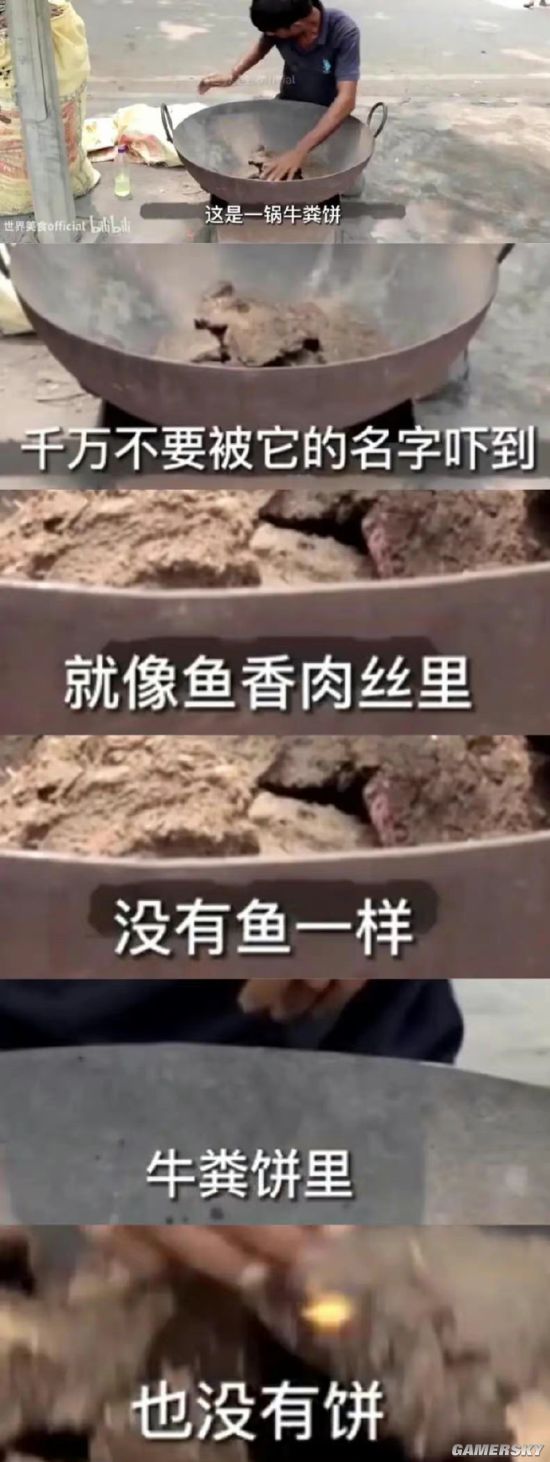 这是一锅牛粪饼
世界美食official bilibili
千万不要被它的名字吓到
就像鱼香肉丝里
没有鱼一样
牛粪饼里
也没有饼
GAMERSKY